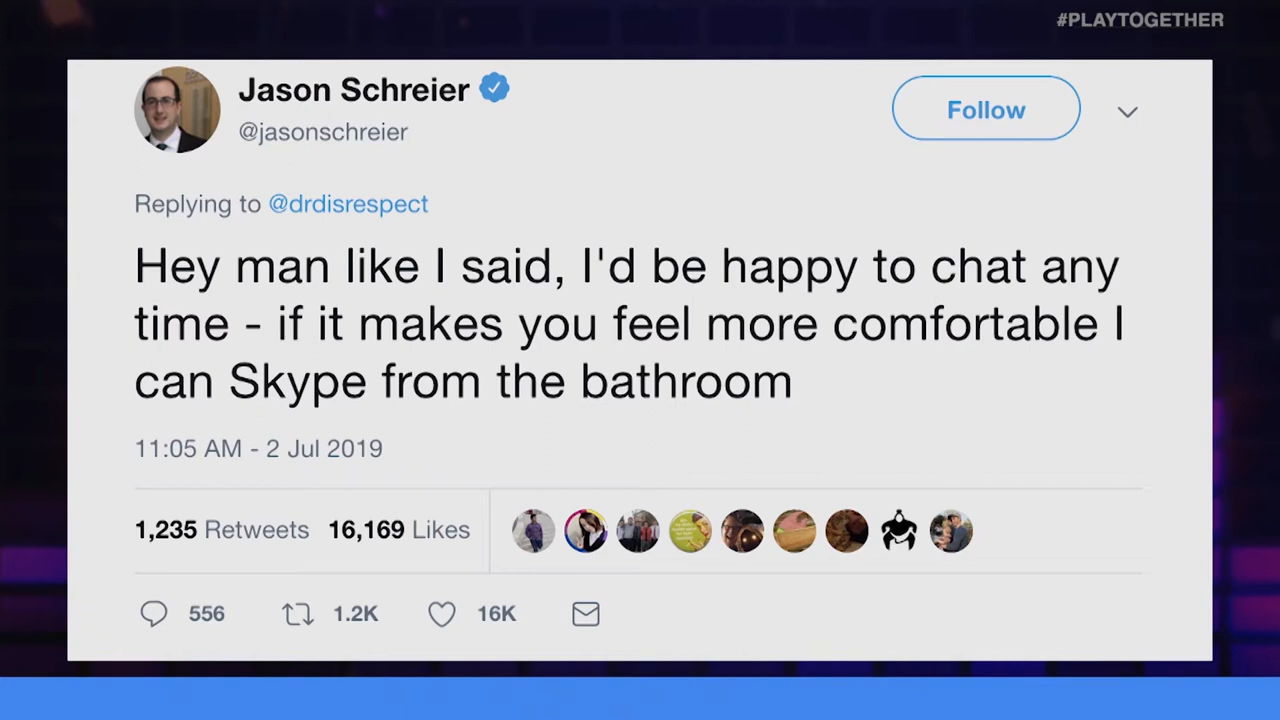 #PLAYTOGETHER
Jason Schreier
Follow
@jasonschreier
Replying to @drdisrespect
Hey man like I said, I'd be happy to chat any
time - if it makes you feel more comfortable I
can Skype from the bathroom
11:05 AM - 2 Jul 2019
1,235 Retweets 16,169 Likes
556 1.2K 16K